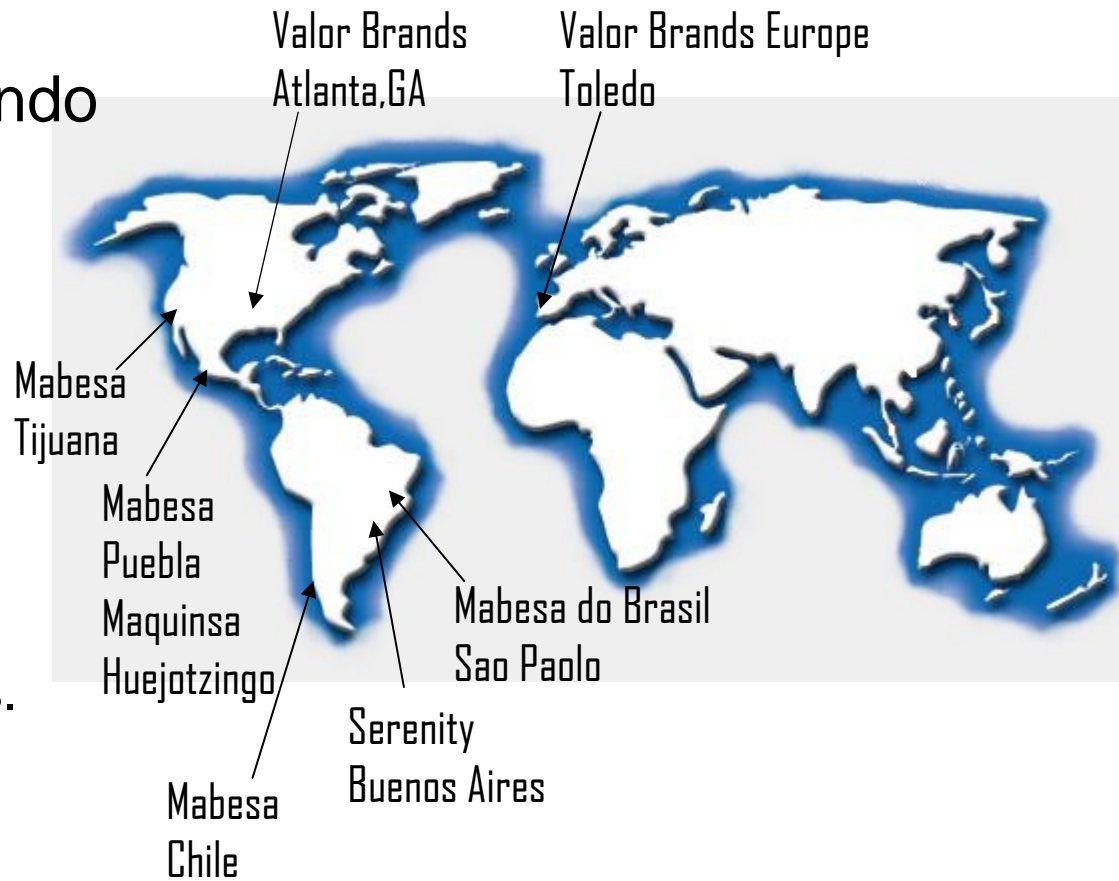 Valor Brands
Atlanta,GA
Valor Brands Europe
Toledo
Mabesa
Tijuana
Mabesa
Puebla
Maquinsa
Huejotzingo
Mabesa do Brasil
Sao Paolo
Serenity
Buenos Aires
Mabesa
Chile